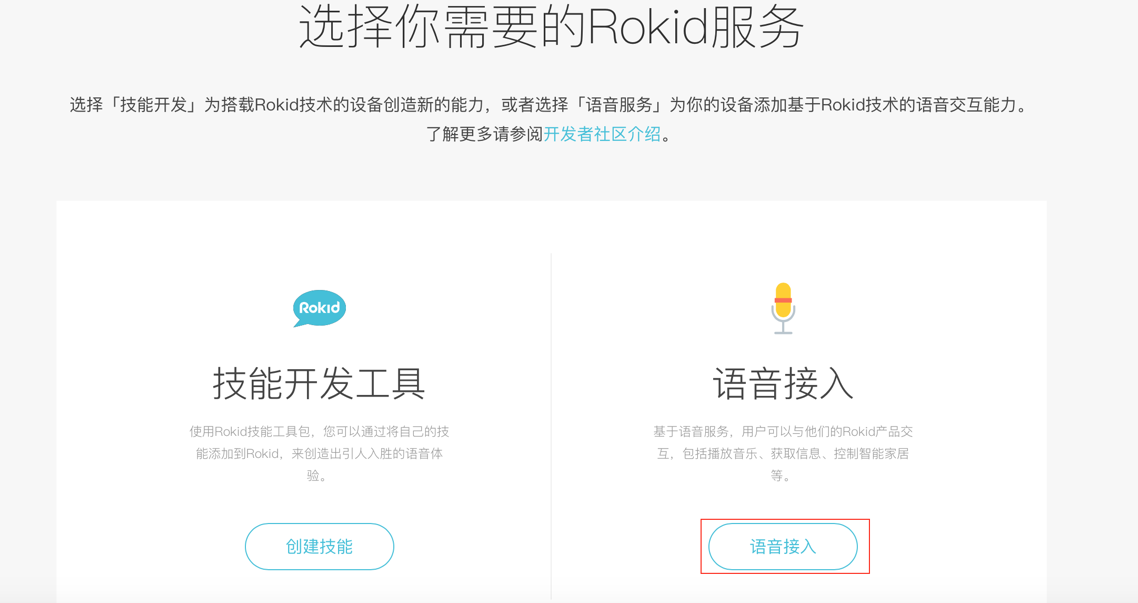 选择你需要的Rokid服务
选择「技能开发」为搭载Rokid技术的设备创造新的能力，或者选择「语音服务」为你的设备添加基于Rokid技术的语音交互能力。
了解更多请参阅开发者社区介绍。
Rokid
技能开发工具
使用Rokid技能工具包，您可以通过将自己的技
能添加到Rokid，来创造出引人入胜的语音体
验。
创建技能
语音接入
基于语音服务，用户可以与他们的Rokid产品交
互，包括播放音乐、获取信息、控制智能家居
等。
语音接入